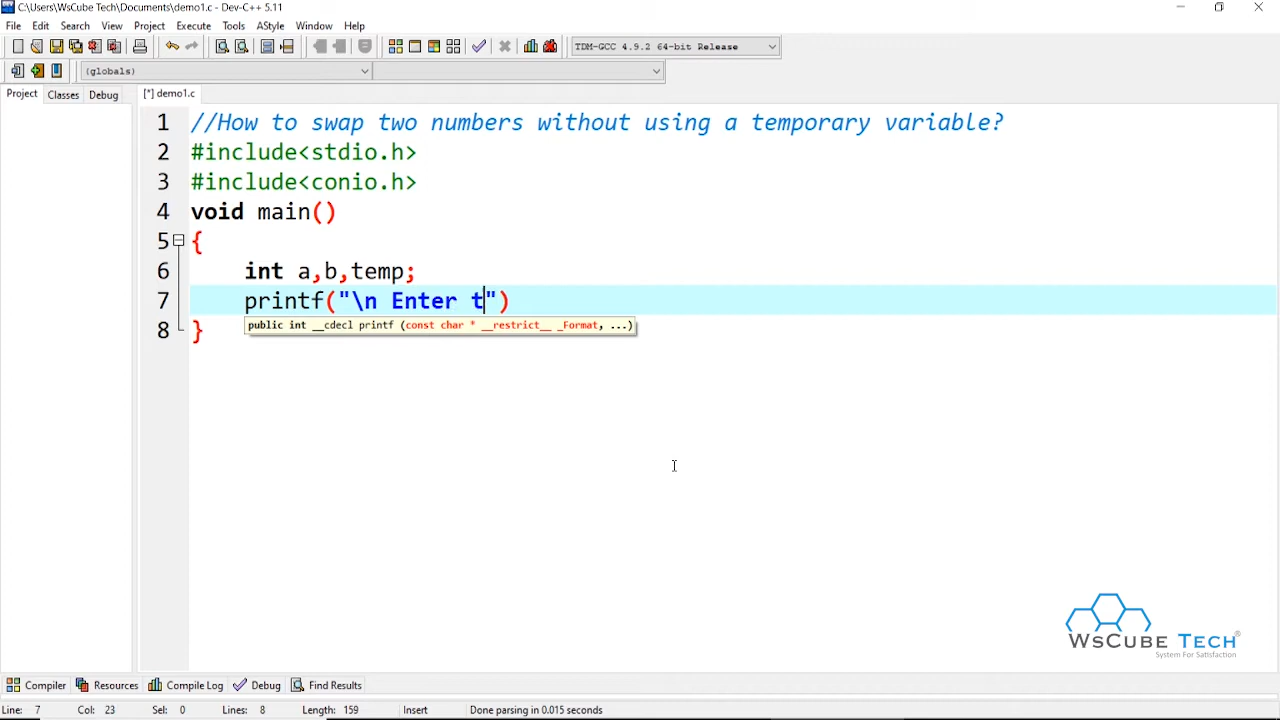 C:\Users\WsCube Tech\Documents\demo1.c - Dev-C++ 5.11
File Edit Search View Project Execute Tools AStyle Window Help
TDM-GCC 4.9.2 64-bit Release
(globals)
Project Classes Debug [*] demo1.c
1 //How to swap two numbers without using a temporary variable?
2 #include<stdio.h>
3 #include<conio.h>
4 void main()
5 {
6 int a,b,temp;
7 printf("\n Enter t")
public int __cdecl printf (const char * __restrict__ _Format, ...)
8 }
WsCube Tech®
System For Satisfaction
Compiler Resources Compile Log Debug Find Results
Line: 7 Col: 23 Sel: 0 Lines: 8 Length: 159 Insert Done parsing in 0.015 seconds